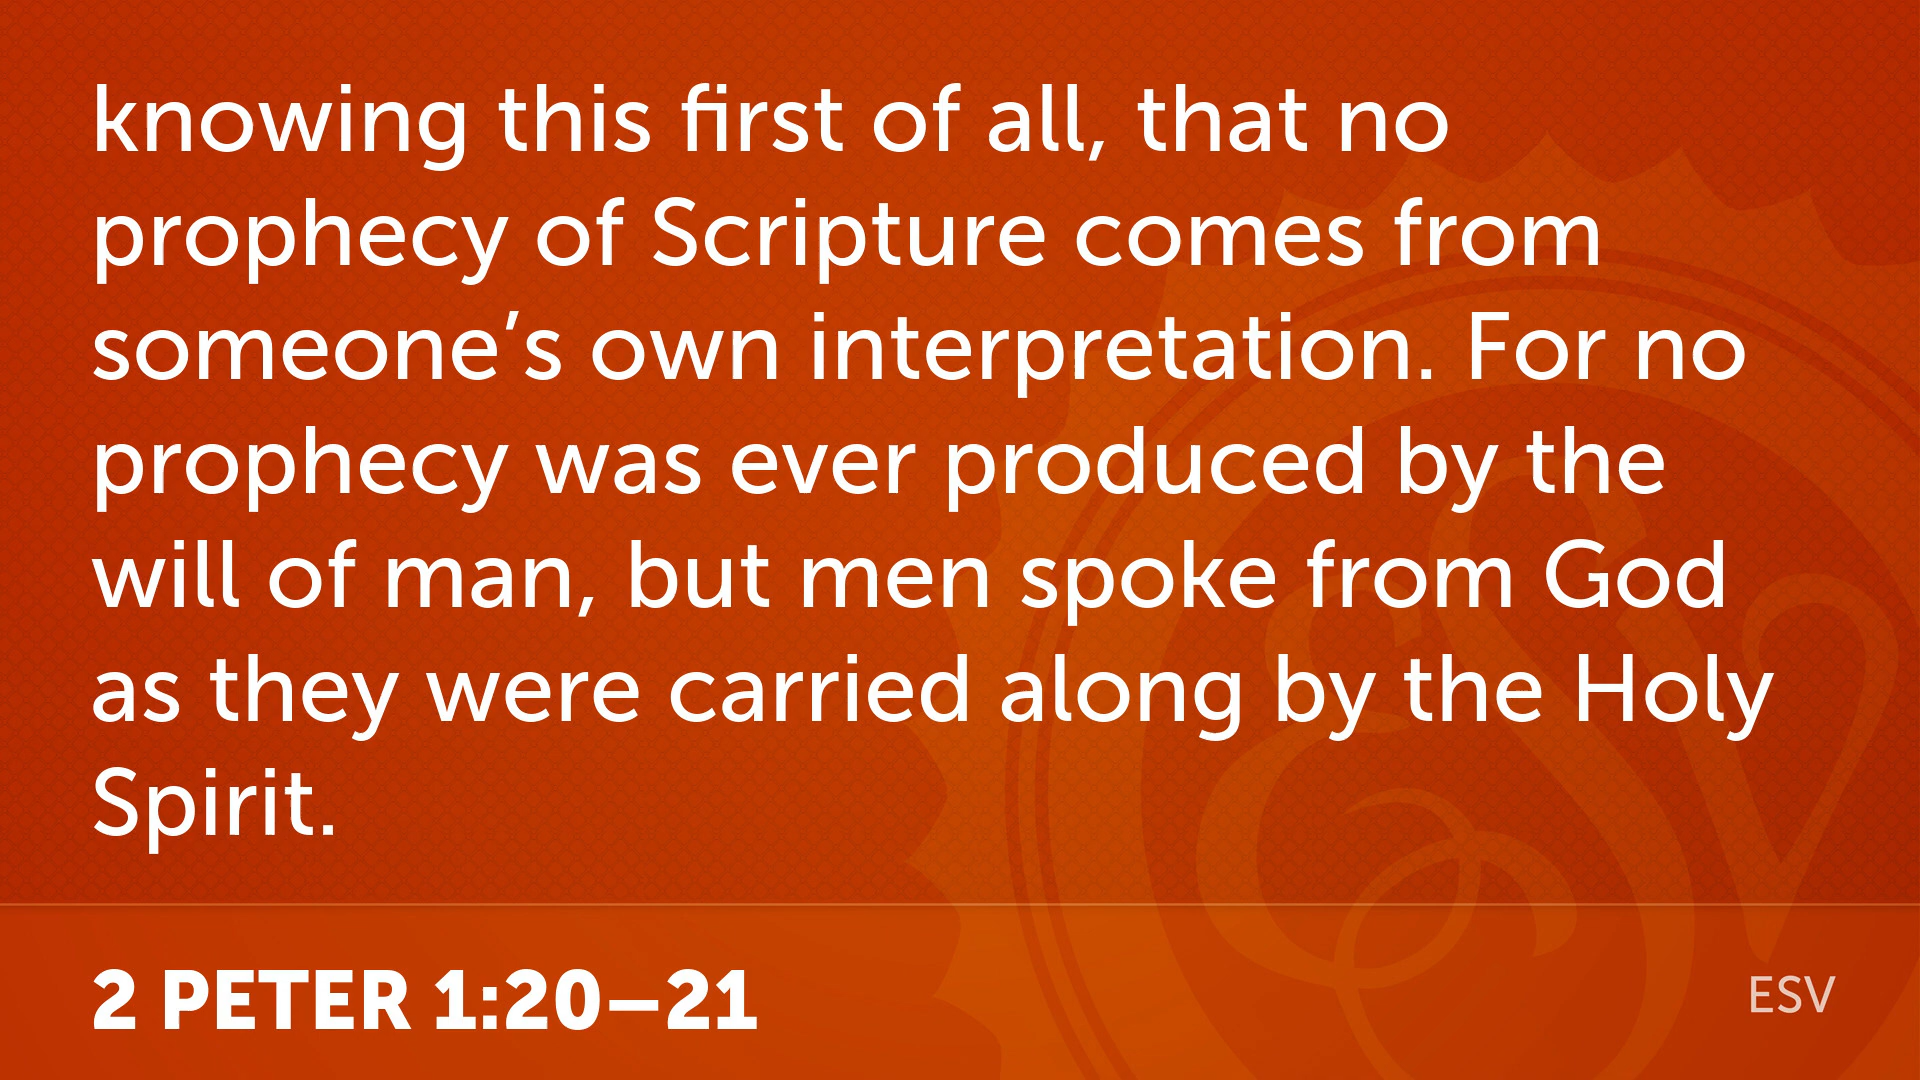 knowing this first of all, that no
prophecy of Scripture comes from
someone’s own interpretation. For no
prophecy was ever produced by the
will of man, but men spoke from God
as they were carried along by the Holy
Spirit.
2 PETER 1:20–21
ESV